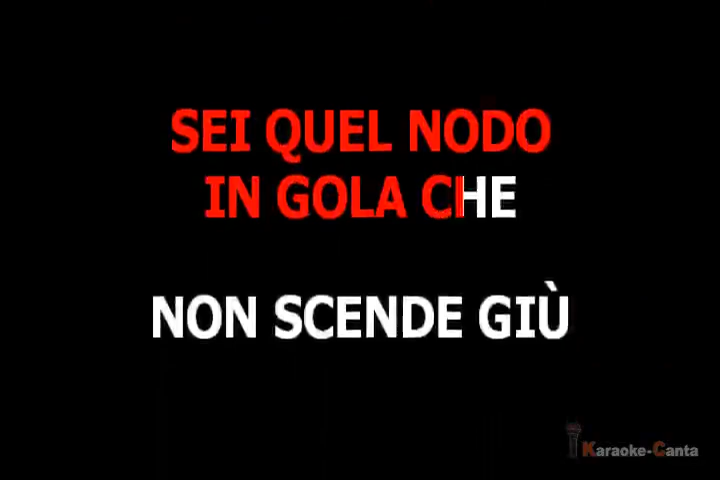 SEI QUEL NODO
IN GOLA CHE
NON SCENDE GIÙ
Karaoke-Canta